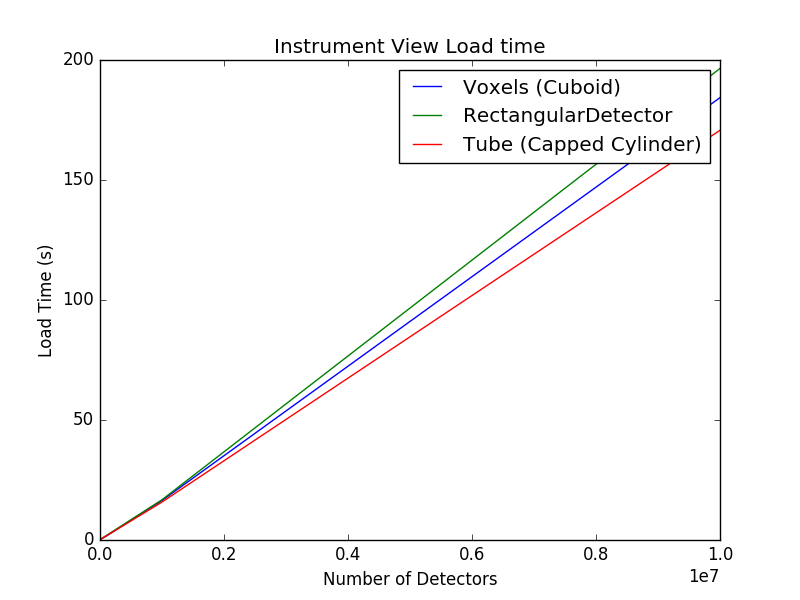 Instrument View Load time
Voxels (Cuboid)
RectangularDetector
Tube (Capped Cylinder)
200
150
100
50
0
Load Time (s)
0.0 0.2 0.4 0.6 0.8 1.0
1e7
Number of Detectors